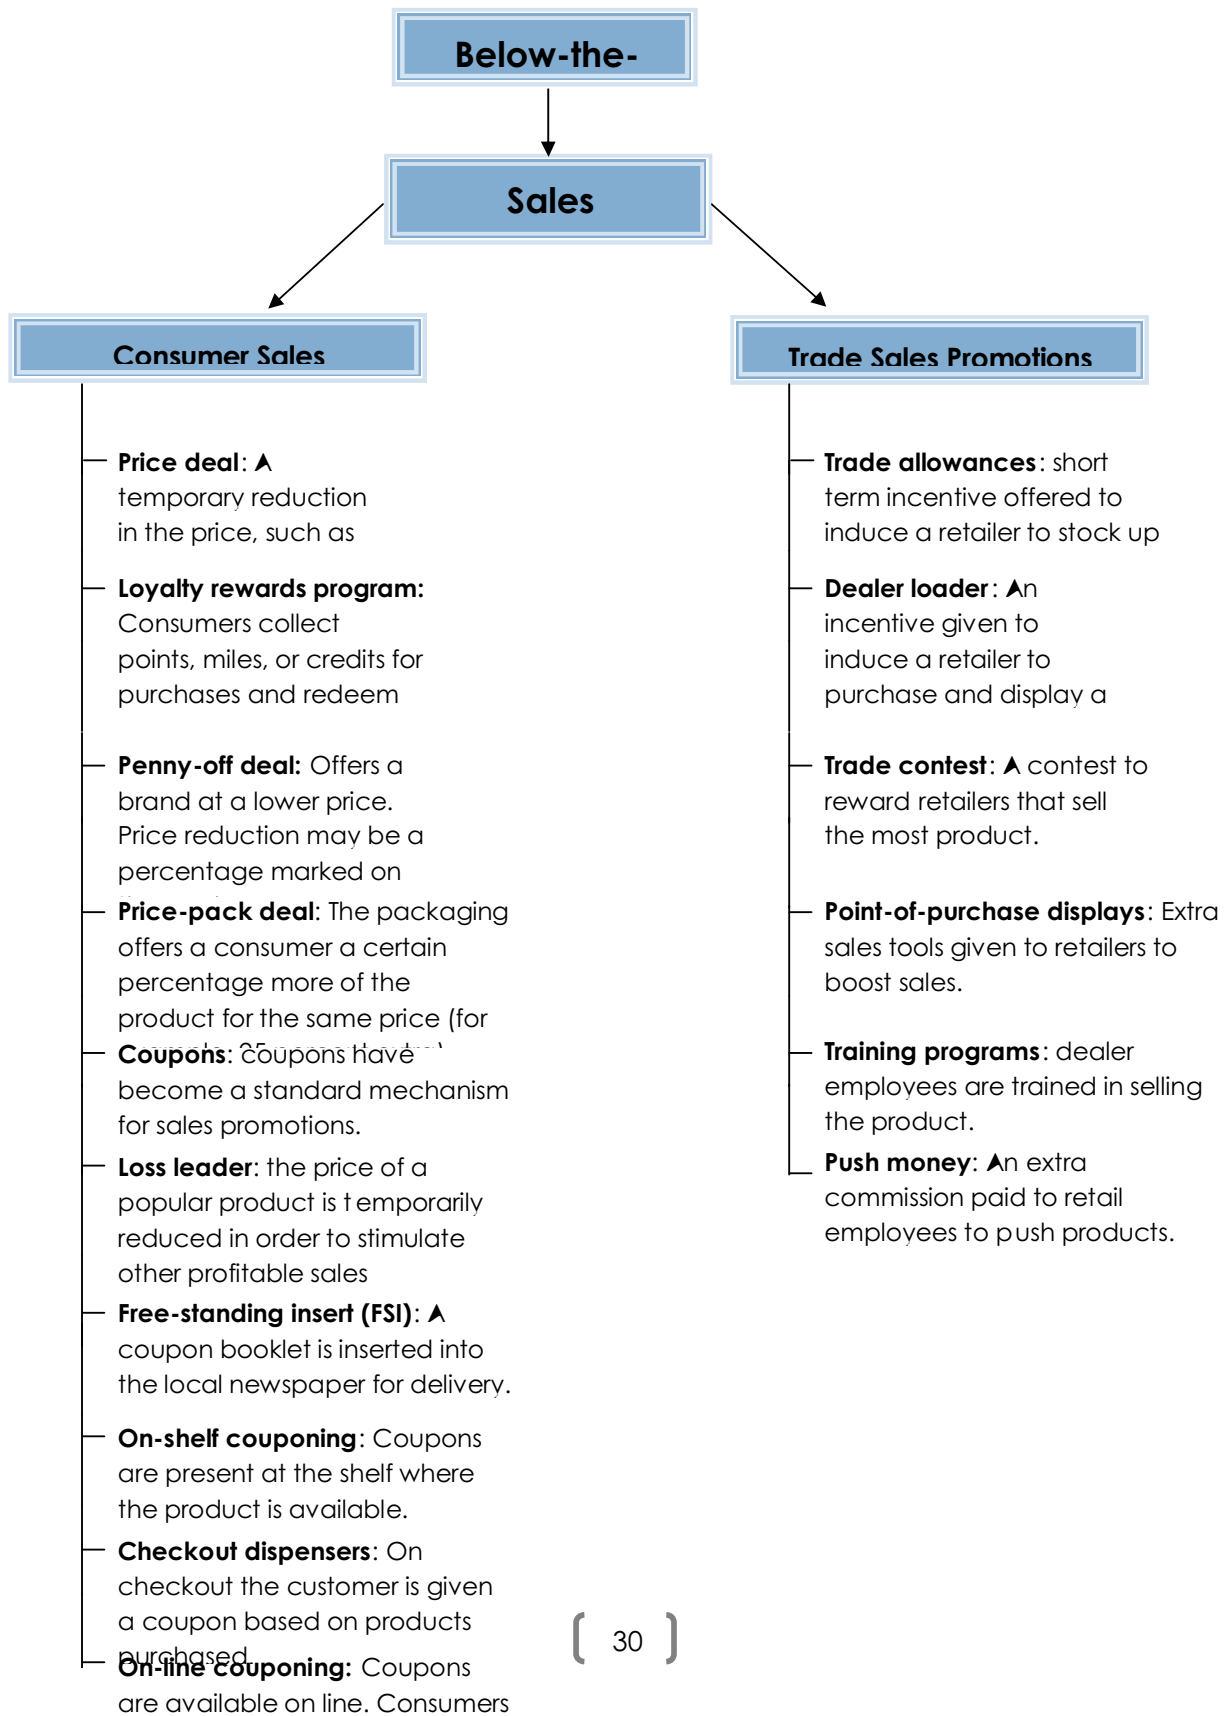 Below-the-
Sales
Consumer Sales
Price deal: A
temporary reduction
in the price, such as
Loyalty rewards program:
Consumers collect
points, miles, or credits for
purchases and redeem
Penny-off deal: Offers a
brand at a lower price.
Price reduction may be a
percentage marked on
Price-pack deal: The packaging
offers a consumer a certain
percentage more of the
product for the same price (for
Coupons: coupons have
become a standard mechanism
for sales promotions.
Loss leader: the price of a
popular product is t emporarily
reduced in order to stimulate
other profitable sales
Free-standing insert (FSI): A
coupon booklet is inserted into
the local newspaper for delivery.
On-shelf couponing: Coupons
are present at the shelf where
the product is available.
Checkout dispensers: On
checkout the customer is given
a coupon based on products
purchased
On-line couponing: Coupons
are available on line. Consumers
Trade Sales Promotions
Trade allowances: short
term incentive offered to
induce a retailer to stock up
Dealer loader: An
incentive given to
induce a retailer to
purchase and display a
Trade contest: A contest to
reward retailers that sell
the most product.
Point-of-purchase displays: Extra
sales tools given to retailers to
boost sales.
Training programs: dealer
employees are trained in selling
the product.
Push money: An extra
commission paid to retail
employees to push products.
30